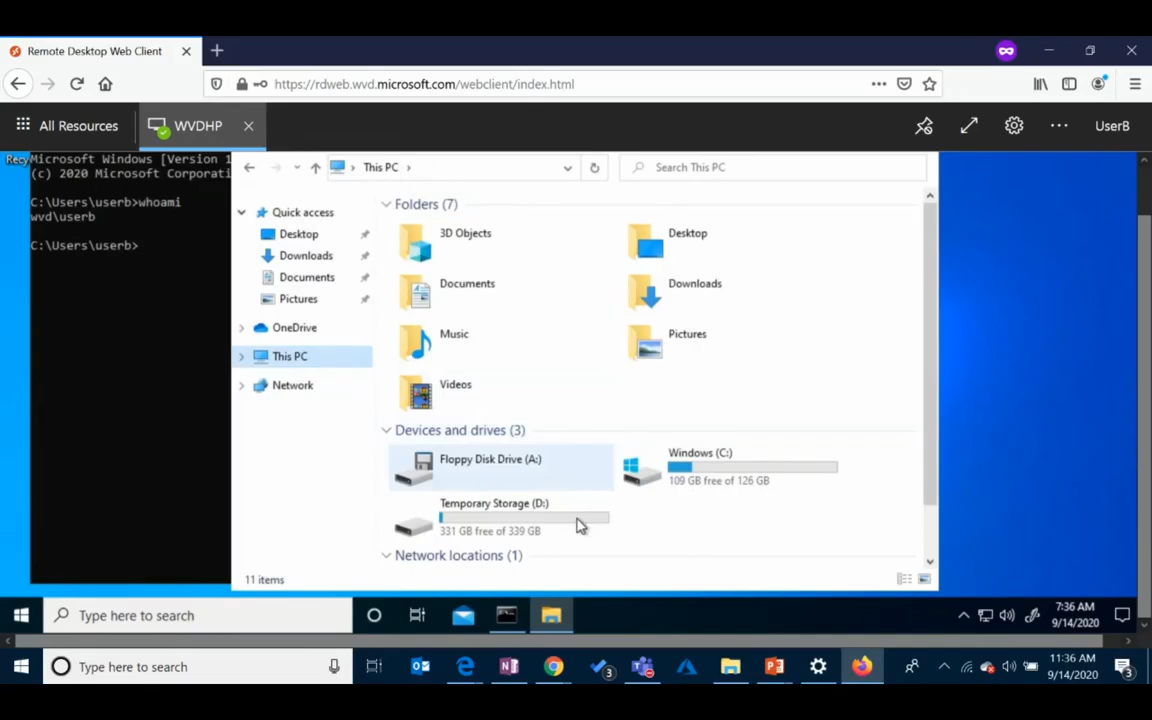 Remote Desktop Web Client
https://rdweb.wvd.microsoft.com/webclient/index.html
All Resources
WVDHP
UserB
Recy
Microsoft Windows [Version 1
(c) 2020 Microsoft Corporati
C:\Users\userb>whoami
wvd\userb
C:\Users\userb>
This PC
Search This PC
Quick access
Desktop
Downloads
Documents
Pictures
OneDrive
This PC
Network
Folders (7)
3D Objects
Desktop
Documents
Downloads
Music
Pictures
Videos
Devices and drives (3)
Floppy Disk Drive (A:)
Windows (C:)
109 GB free of 126 GB
Temporary Storage (D:)
331 GB free of 339 GB
Network locations (1)
11 items
Type here to search
7:36 AM
9/14/2020
Type here to search
3
11:36 AM
9/14/2020
3